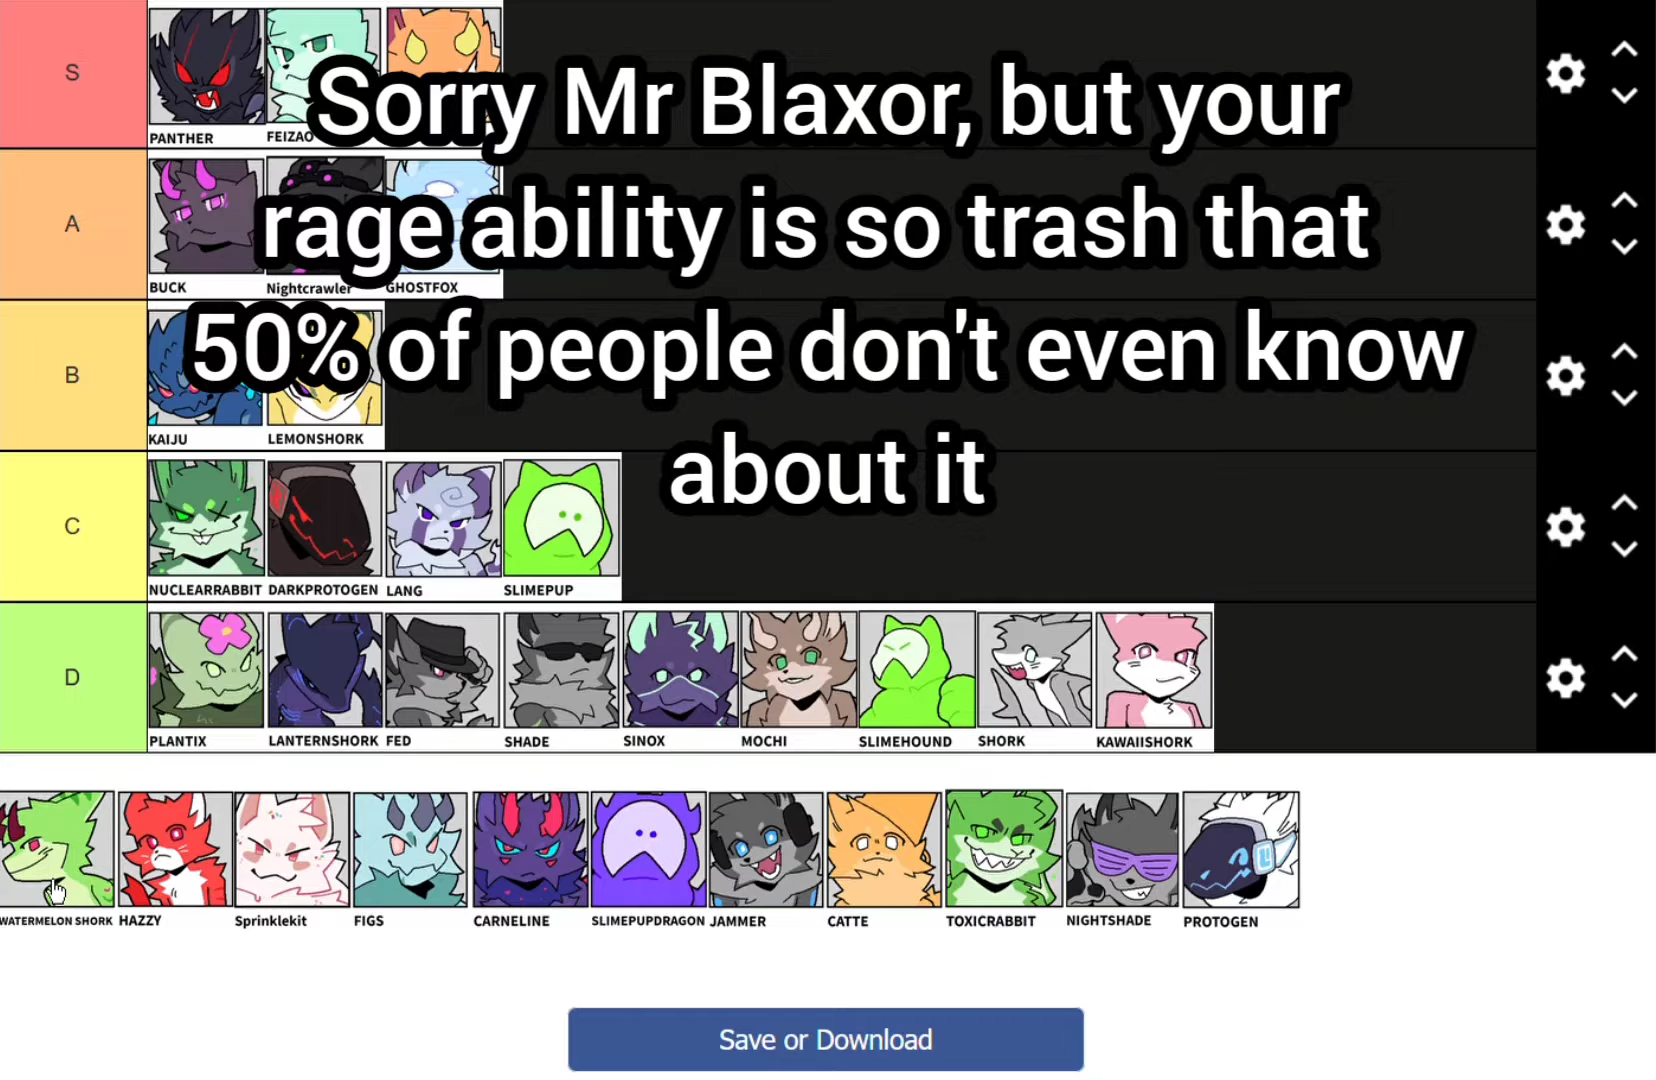 S
PANTHER
FEIZAO
Sorry Mr Blaxor, but your
rage ability is so trash that
50% of people don't even know
about it
A
BUCK
Nightcrawler
GHOSTFOX
B
KAIJU
LEMONSHORK
C
NUCLEARRABBIT
DARKPROTOGEN
LANG
SLIMEPUP
D
PLANTIX
LANTERNSHORK
FED
SHADE
SINOX
MOCHI
SLIMEHOUND
SHORK
KAWAIISHORK
WATERMELON SHORK
HAZZY
Sprinklekit
FIGS
CARNELINE
SLIMEPUPDRAGON
JAMMER
CATTE
TOXICRABBIT
NIGHTSHADE
PROTOGEN
Save or Download